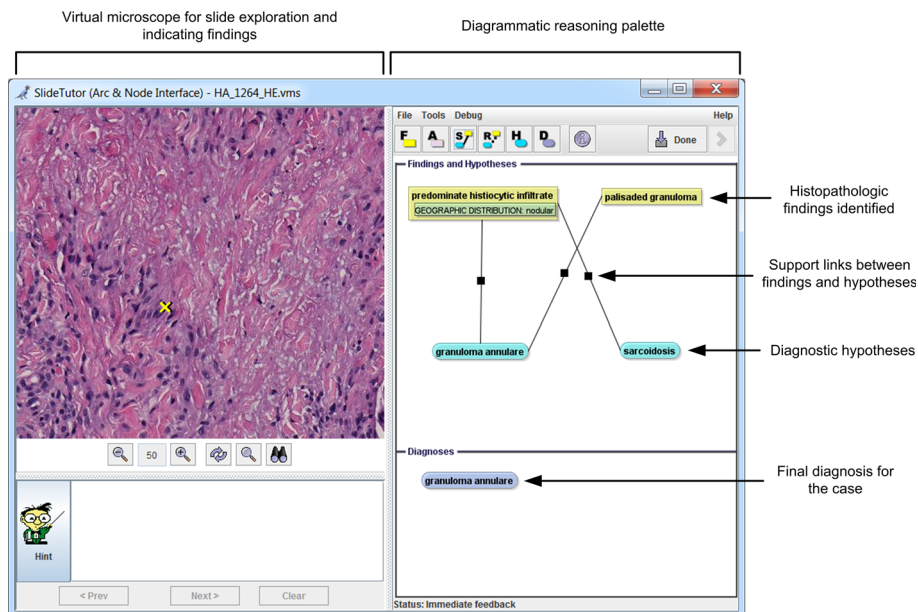 Virtual microscope for slide exploration and
indicating findings
Diagrammatic reasoning palette
SlideTutor (Arc & Node Interface) - HA_1264_HE.vms
File Tools Debug Help
F A S R H D
Done
Findings and Hypotheses
predominate histiocytic infiltrate
GEOGRAPHIC DISTRIBUTION: nodular
palisaded granuloma
Histopathologic
findings identified
Support links between
findings and hypotheses
granuloma annulare
sarcoidosis
Diagnostic hypotheses
50
Diagnoses
granuloma annulare
Final diagnosis for
the case
Hint
< Prev Next > Clear
Status: Immediate feedback